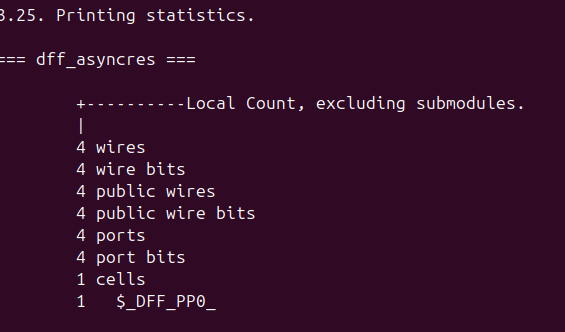 3.25. Printing statistics.
=== dff_asyncres ===
+----------Local Count, excluding submodules.
|
4 wires
4 wire bits
4 public wires
4 public wire bits
4 ports
4 port bits
1 cells
1   $_DFF_PP0_